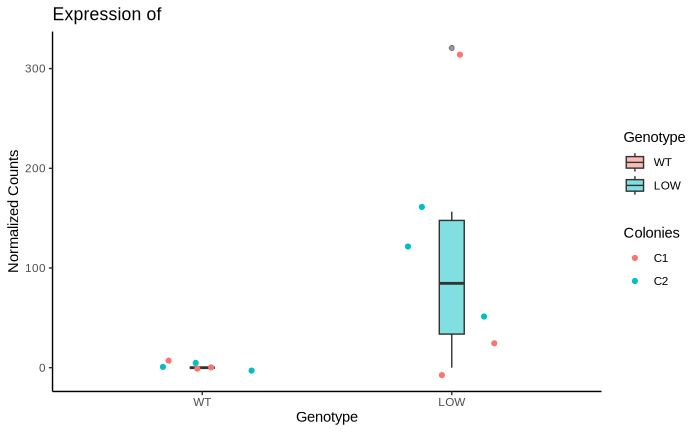 Expression of
Normalized Counts
300
200
100
0
WT
LOW
Genotype
Genotype
WT
LOW
Colonies
C1
C2